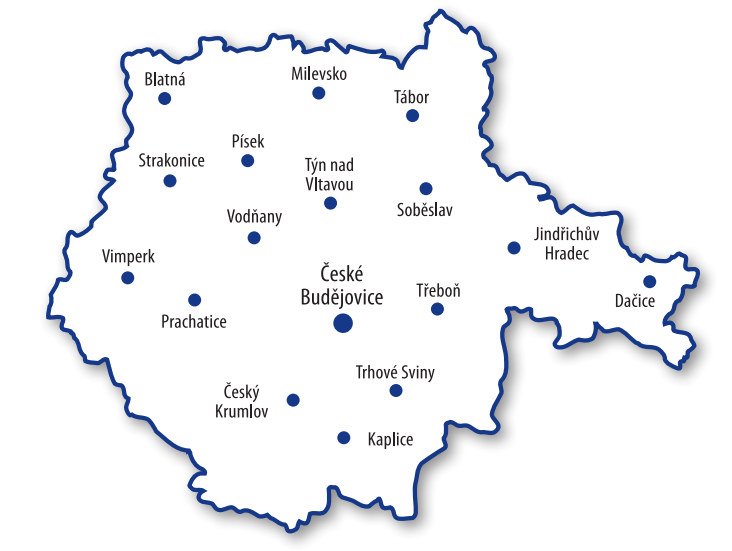 Milevsko
Blatná
Tábor
Písek
Strakonice
Týn nad
Vltavou
Soběslav
Vodňany
Jindřichův
Hradec
Vimperk
České
Budějovice
Třeboň
Dačice
Prachatice
Trhové Sviny
Český
Krumlov
Kaplice